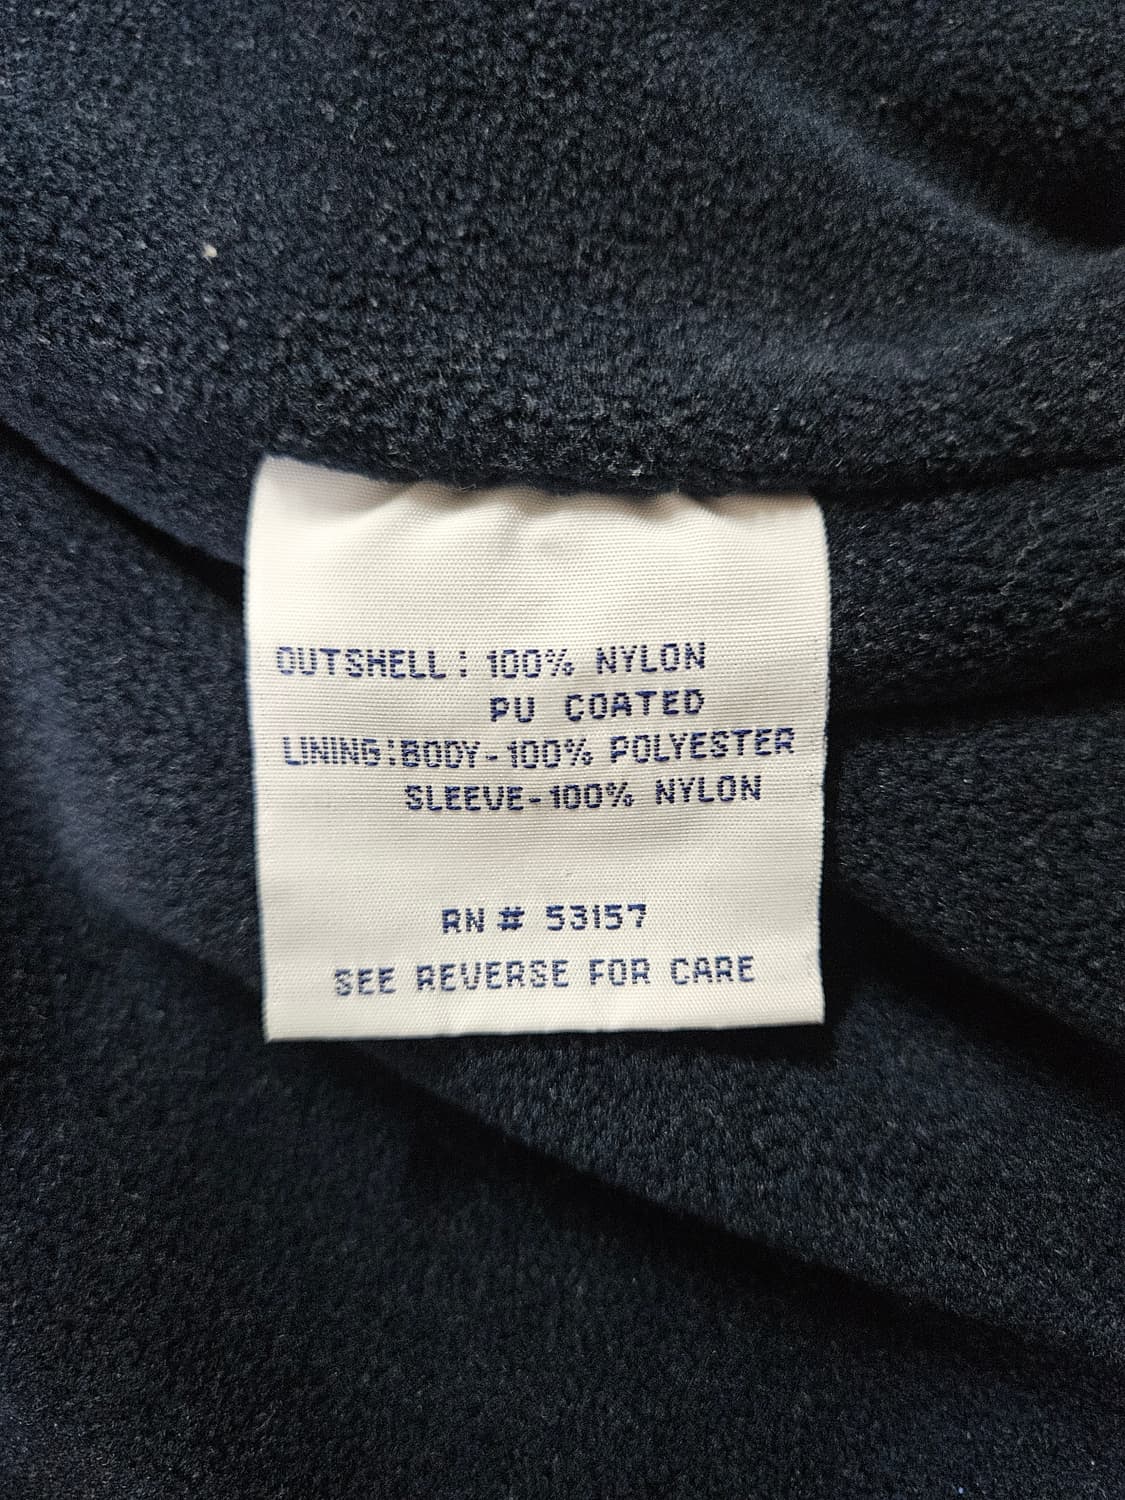 OUTSHELL: 100% NYLON
PU COATED
LINING:BODY-100% POLYESTER
SLEEVE-100% NYLON
RN # 53157
SEE REVERSE FOR CARE